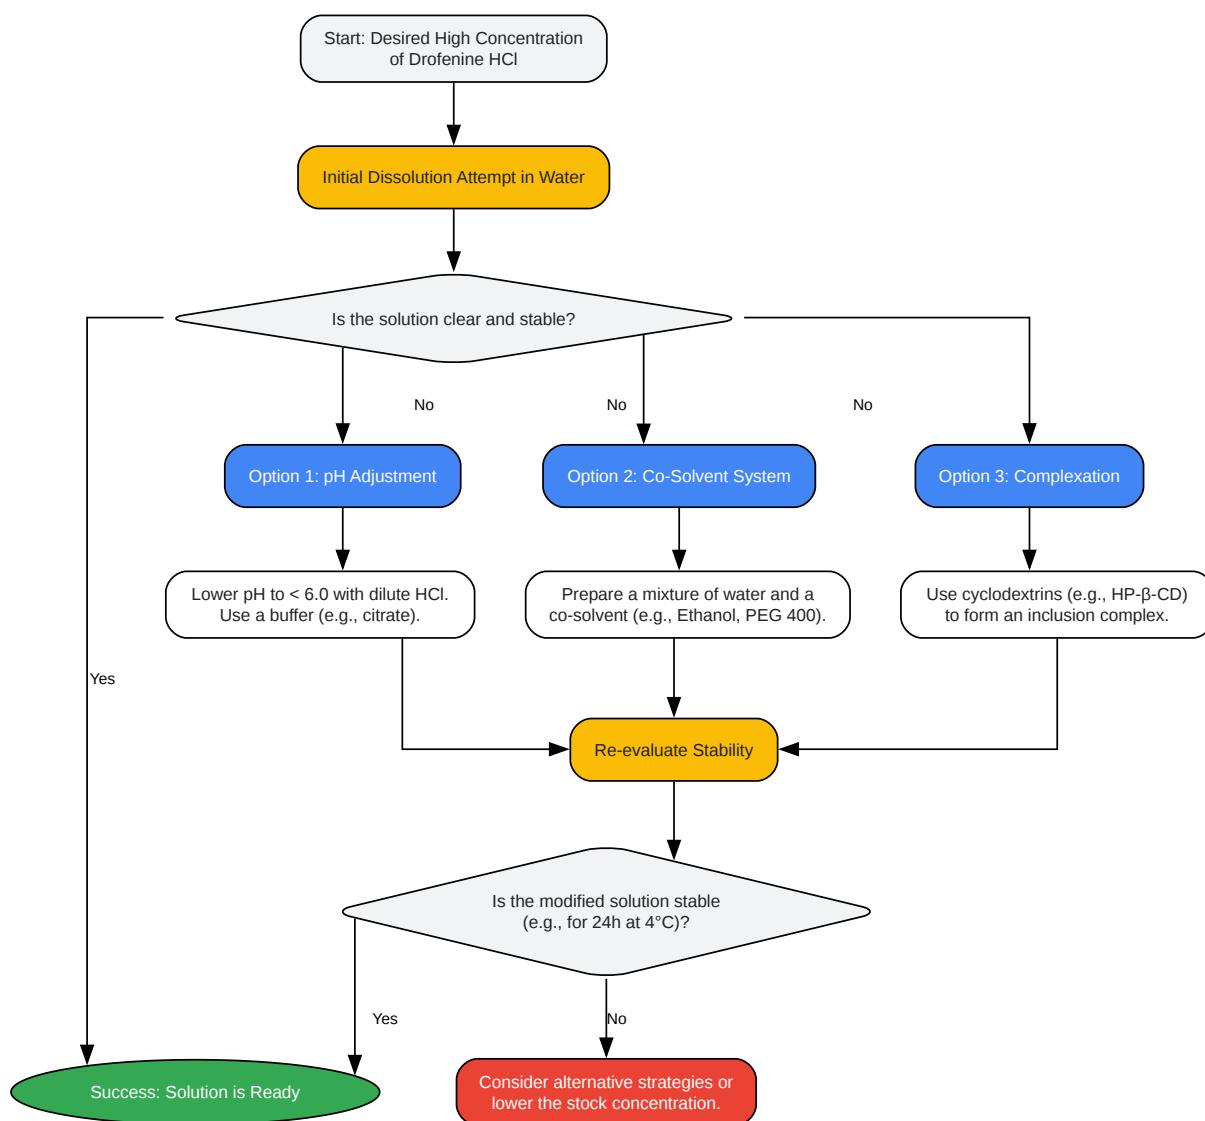 Start: Desired High Concentration
of Drofenine HCl
Initial Dissolution Attempt in Water
Is the solution clear and stable?
No
No
No
Option 1: pH Adjustment
Option 2: Co-Solvent System
Option 3: Complexation
Lower pH to < 6.0 with dilute HCl.
Use a buffer (e.g., citrate).
Prepare a mixture of water and a
co-solvent (e.g., Ethanol, PEG 400).
Use cyclodextrins (e.g., HP-β-CD)
to form an inclusion complex.
Yes
Re-evaluate Stability
Is the modified solution stable
(e.g., for 24h at 4°C)?
Yes
No
Success: Solution is Ready
Consider alternative strategies or
lower the stock concentration.